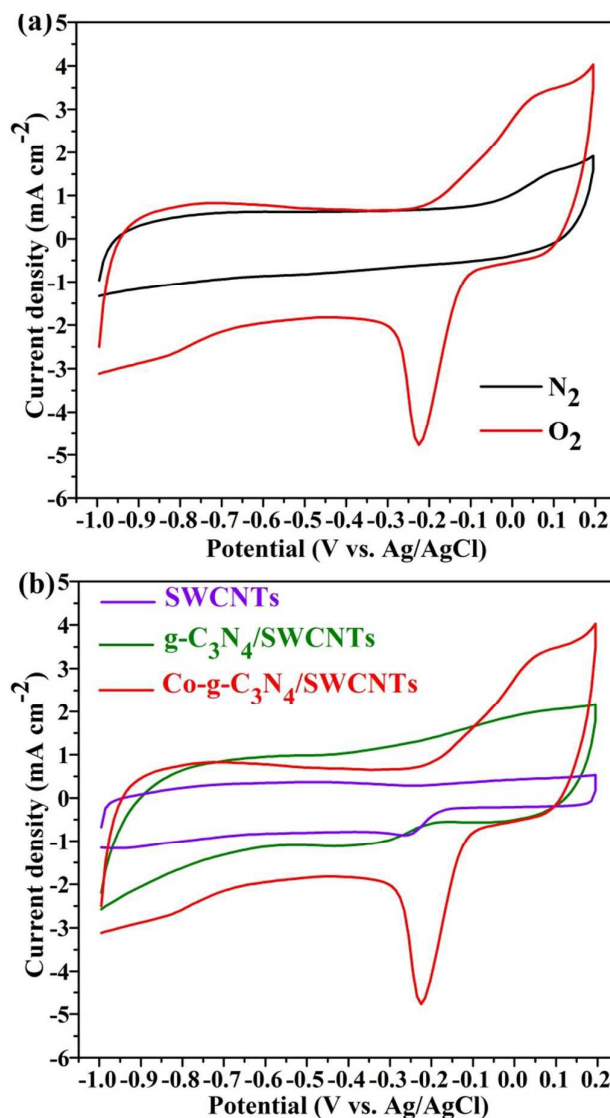 (a)
5
4
3
2
1
0
-1
-2
-3
-4
-5
-6
Current density (mA cm⁻²)
N₂
O₂
-1.0 -0.9 -0.8 -0.7 -0.6 -0.5 -0.4 -0.3 -0.2 -0.1 0.0 0.1 0.2
Potential (V vs. Ag/AgCl)
(b)
5
4
3
2
1
0
-1
-2
-3
-4
-5
-6
Current density (mA cm⁻²)
SWCNTs
g-C₃N₄/SWCNTs
Co-g-C₃N₄/SWCNTs
-1.0 -0.9 -0.8 -0.7 -0.6 -0.5 -0.4 -0.3 -0.2 -0.1 0.0 0.1 0.2
Potential (V vs. Ag/AgCl)